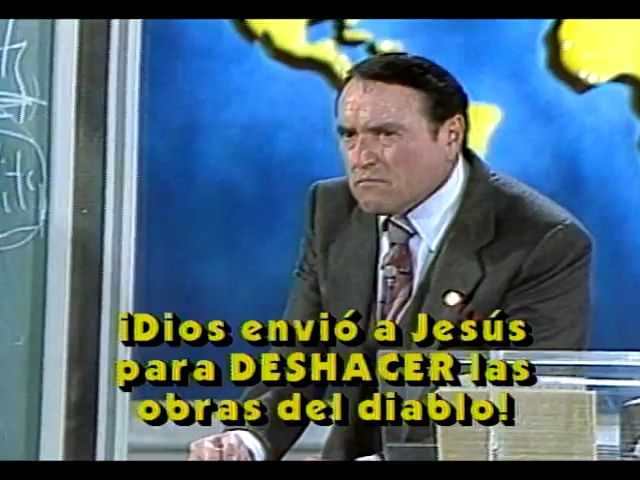 ¡Dios envió a Jesús
para DESHACER las
obras del diablo!